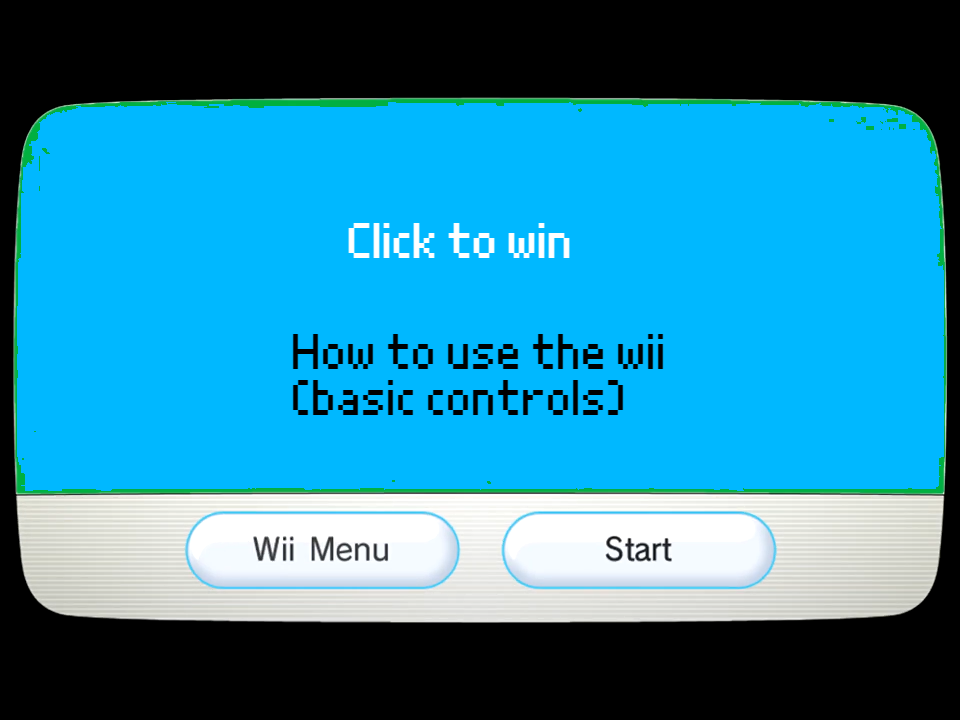 Click to win
How to use the wii
(basic controls)
Wii Menu
Start